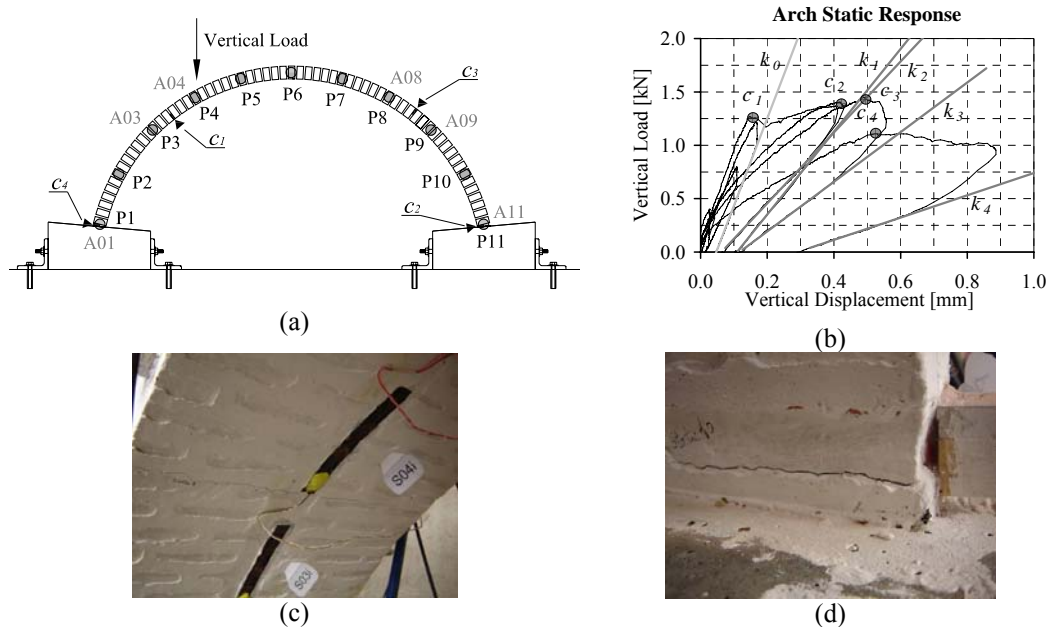 Vertical Load
A04
P4
P5
P6
P7
A08
c3
P8
A03
P3
c1
P9
A09
P2
P10
c4
P1
A01
c2
P11
A11
(a)
Arch Static Response
Vertical Load [kN]
2.0
1.5
1.0
0.5
0.0
k0
k1
k2
k3
k4
c1
c2
c3
c4
0.0 0.2 0.4 0.6 0.8 1.0
Vertical Displacement [mm]
(b)
S04i
S03i
(c)
(d)